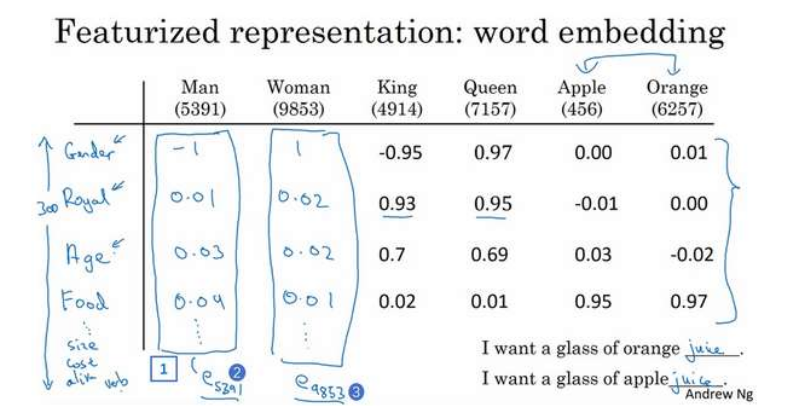 Featurized representation: word embedding
Man Woman King Queen Apple Orange
(5391) (9853) (4914) (7157) (456) (6257)
Gender -1 1 -0.95 0.97 0.00 0.01
300 Royal 0.01 0.02 0.93 0.95 -0.01 0.00
Age 0.03 0.02 0.7 0.69 0.03 -0.02
Food 0.04 0.01 0.02 0.01 0.95 0.97
size
cost
alive verb
1
e5391 2
e9853 3
I want a glass of orange juice.
I want a glass of apple juice.
Andrew Ng